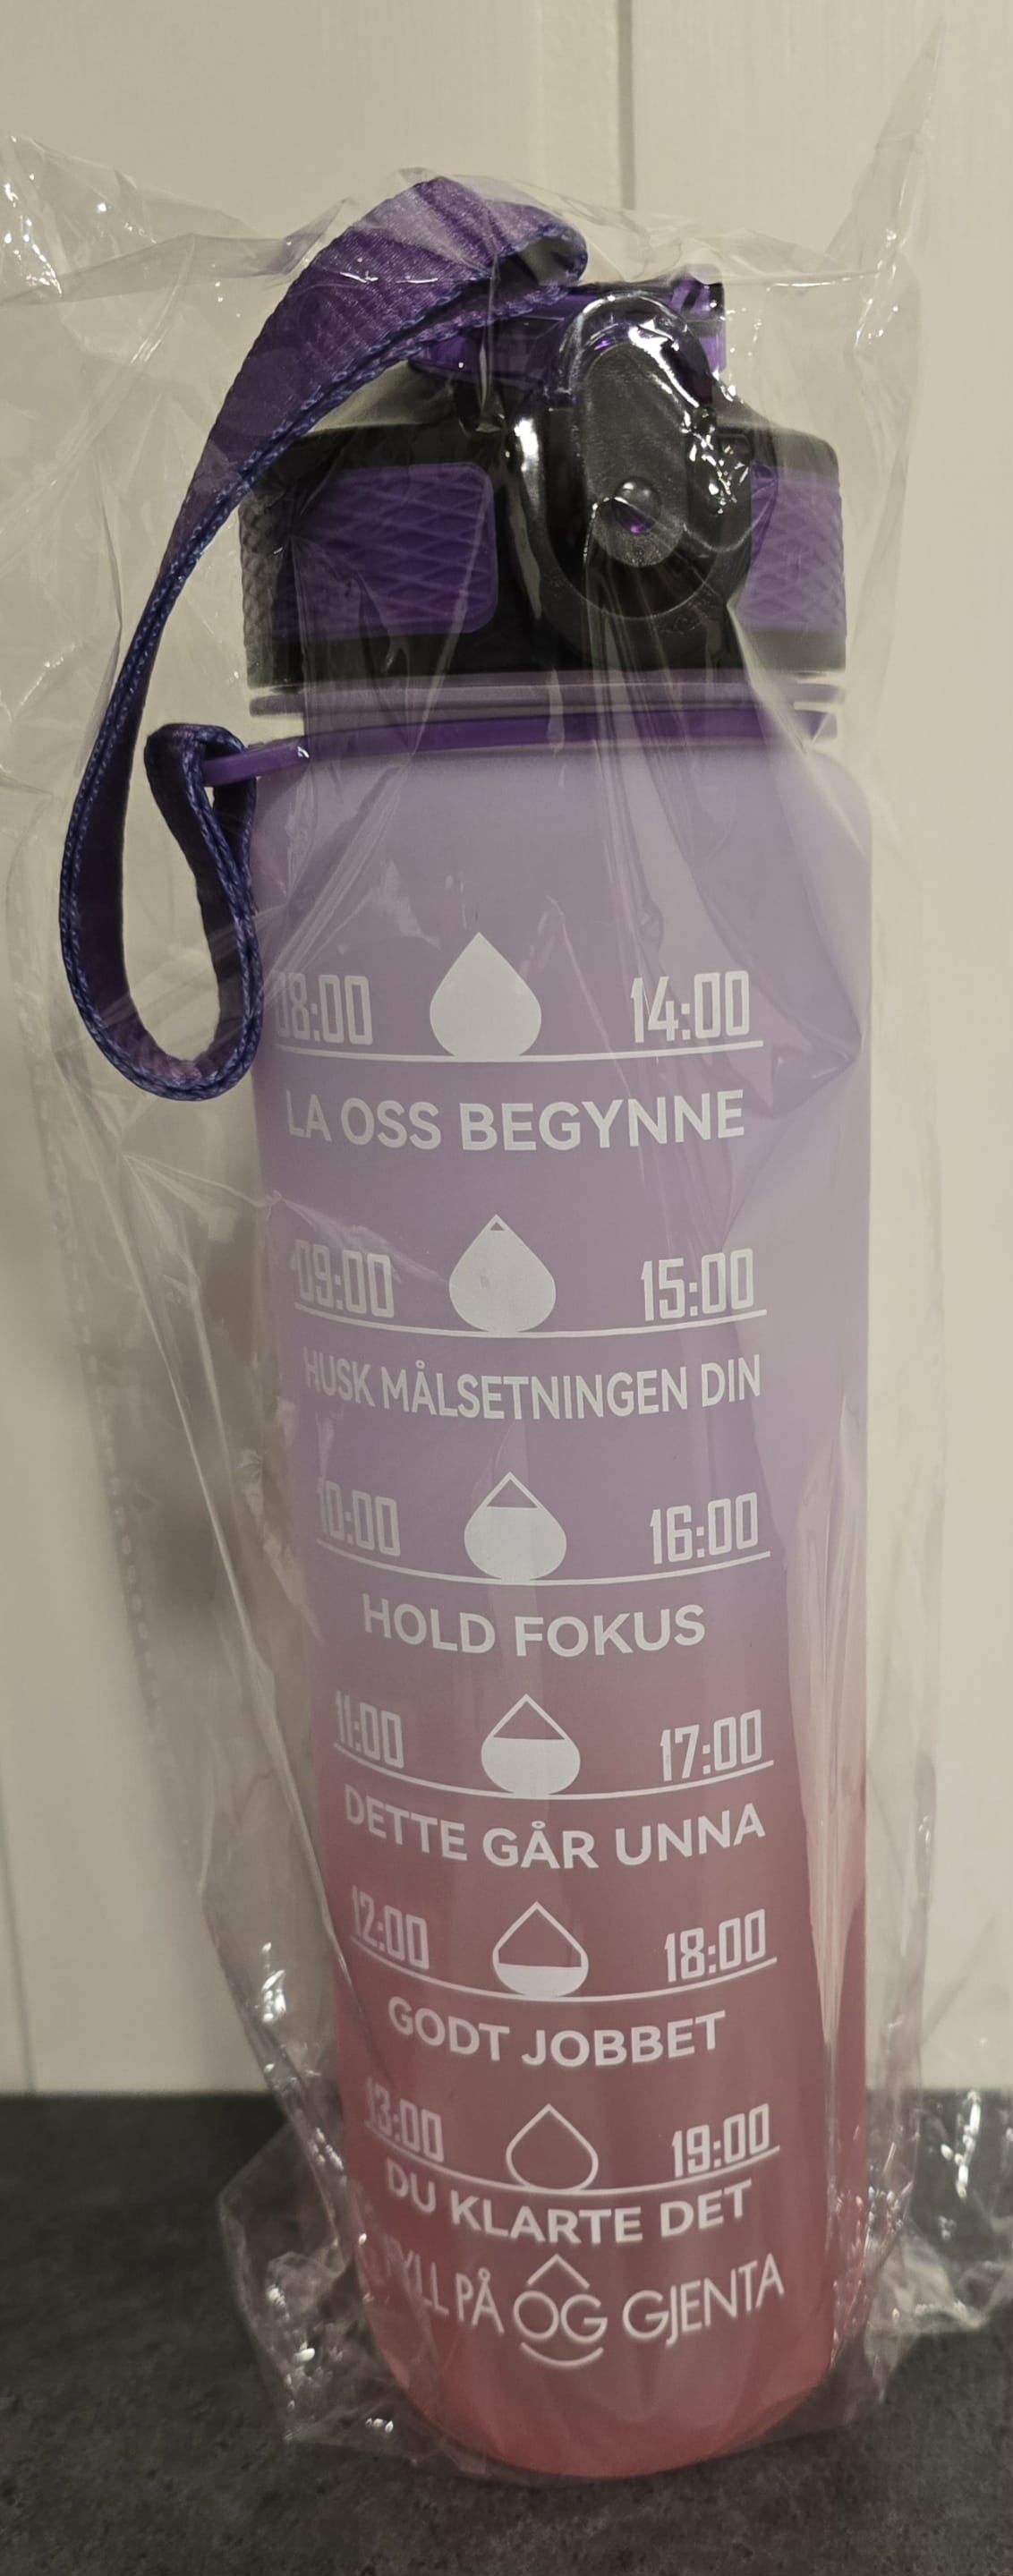 08:00 14:00
LA OSS BEGYNNE
09:00 15:00
HUSK MÅLSETNINGEN DIN
10:00 16:00
HOLD FOKUS
11:00 17:00
DETTE GÅR UNNA
12:00 18:00
GODT JOBBET
13:00 19:00
DU KLARTE DET
FYLL PÅ OG GJENTA